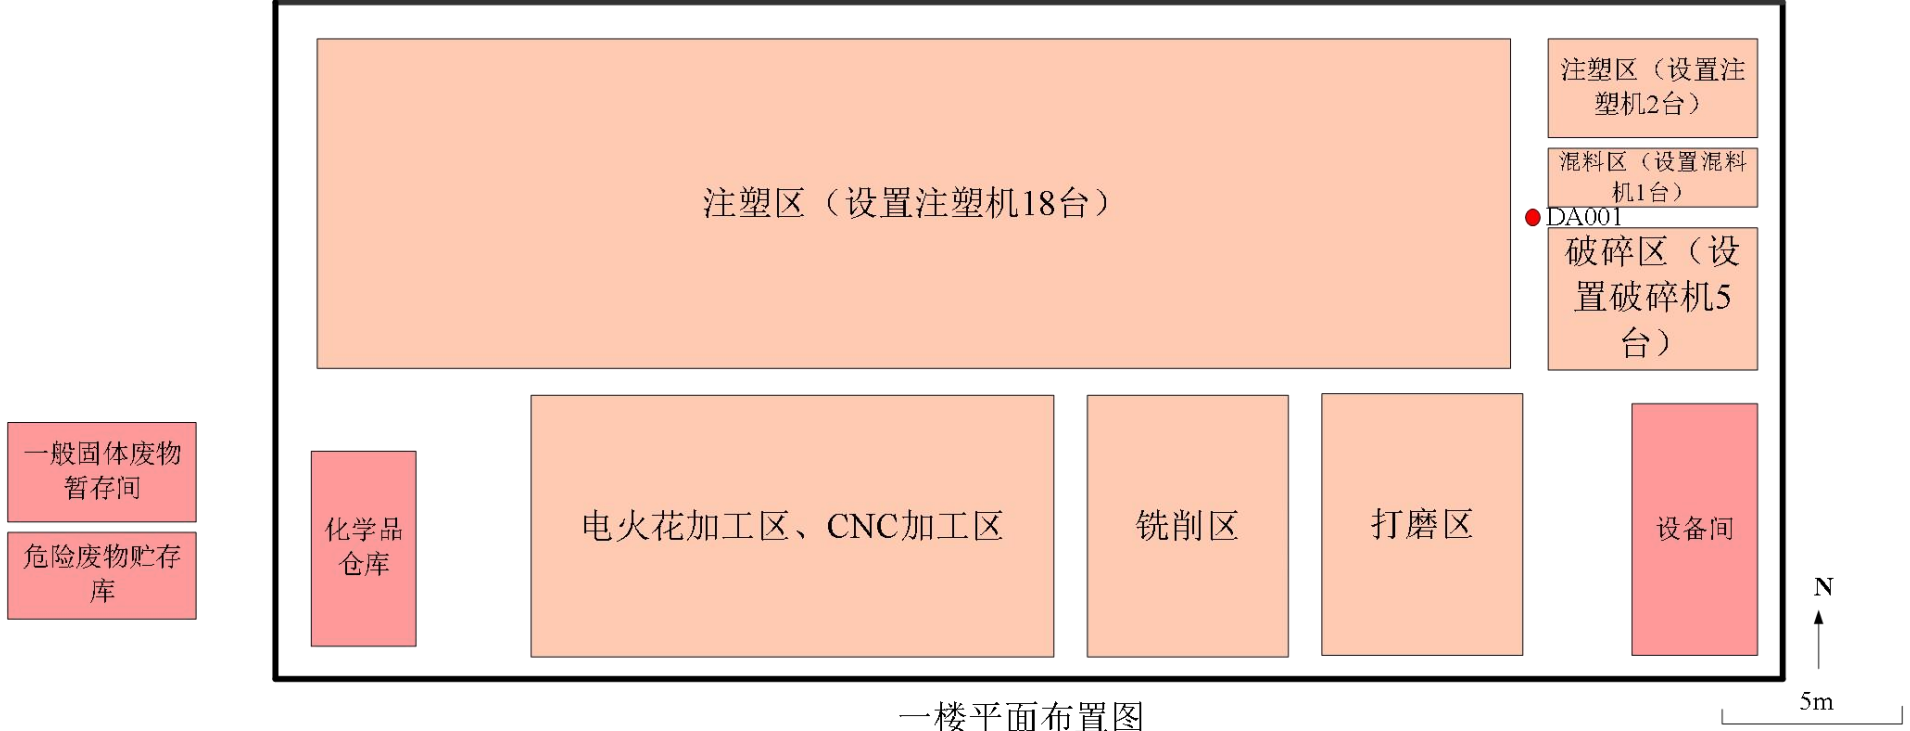 注塑区（设置注塑机18台）
注塑区（设置注
塑机2台）
混料区（设置混料
机1台）
DA001
破碎区（设
置破碎机5
台）
一般固体废物
暂存间
危险废物贮存
库
化学品
仓库
电火花加工区、CNC加工区
铣削区
打磨区
设备间
N
5m
一楼平面布置图